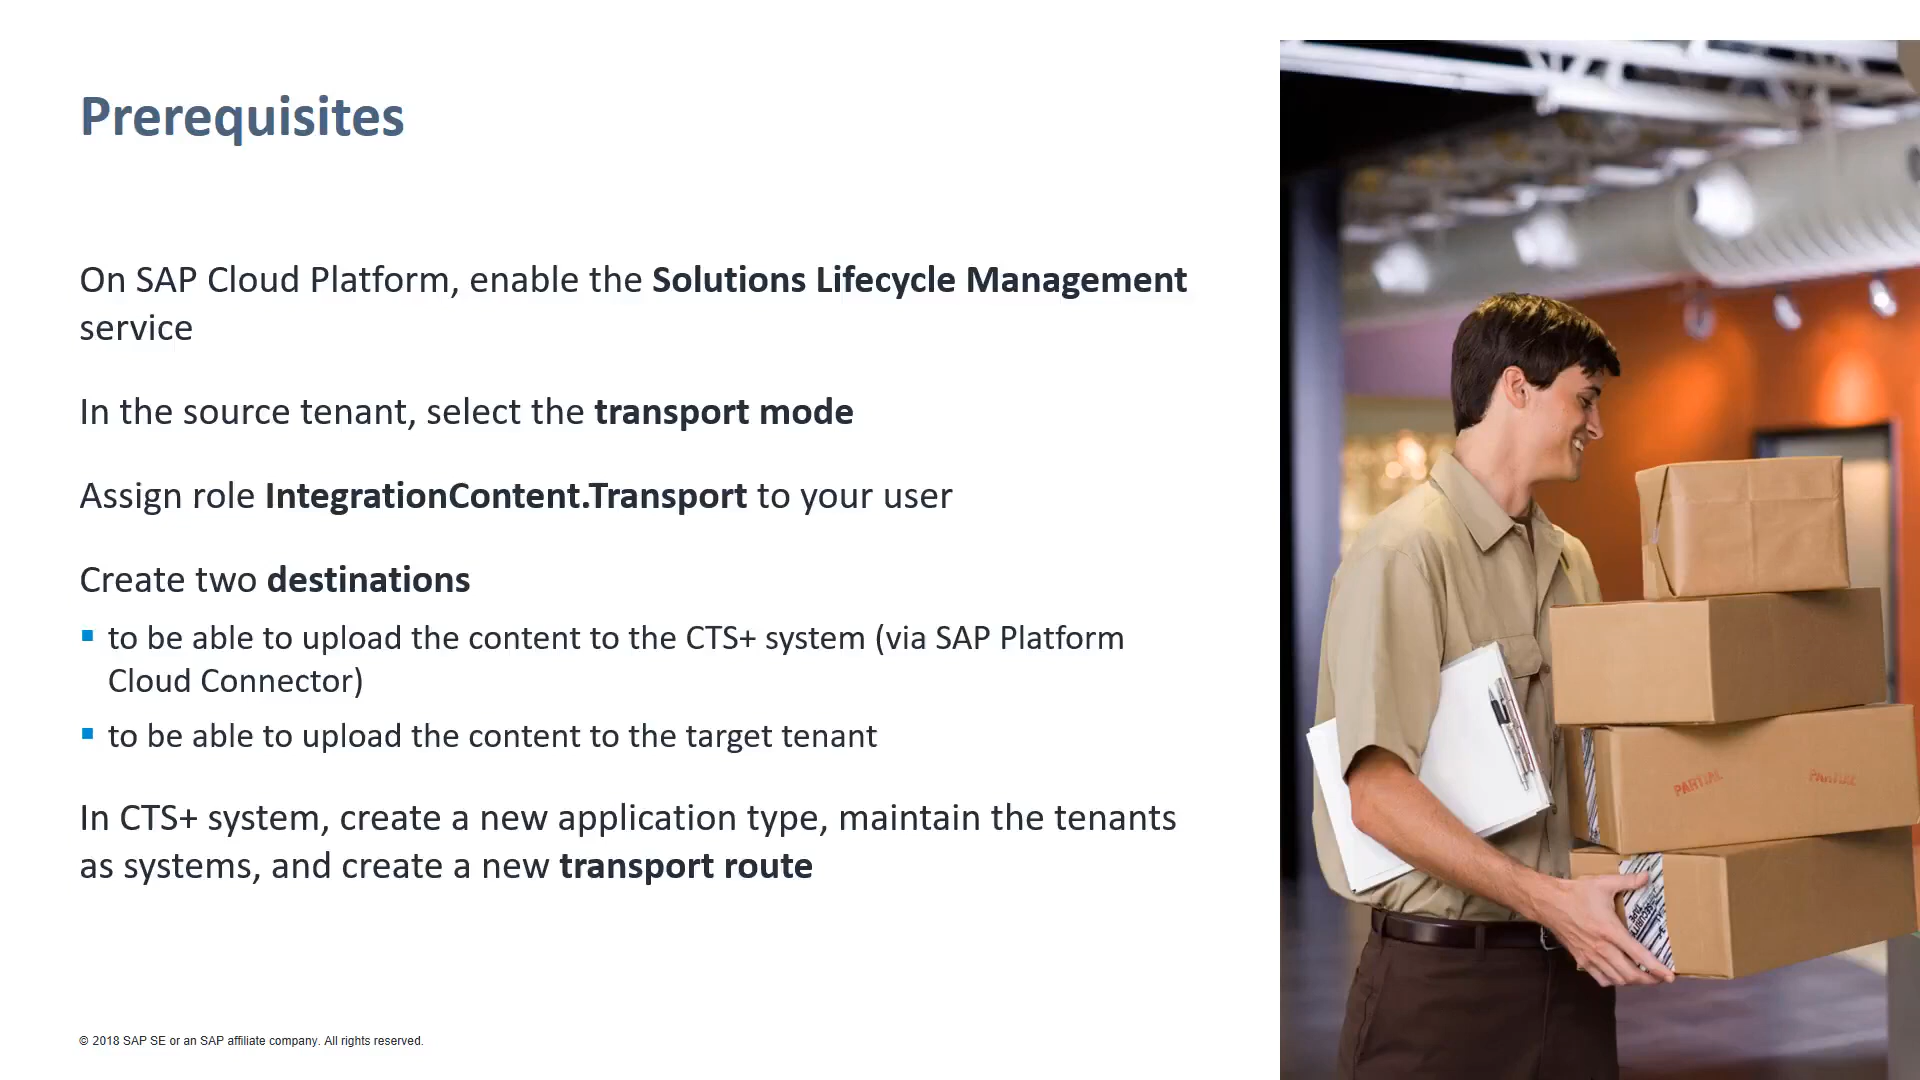 Prerequisites
On SAP Cloud Platform, enable the Solutions Lifecycle Management
service
In the source tenant, select the transport mode
Assign role IntegrationContent.Transport to your user
Create two destinations
to be able to upload the content to the CTS+ system (via SAP Platform
Cloud Connector)
to be able to upload the content to the target tenant
In CTS+ system, create a new application type, maintain the tenants
as systems, and create a new transport route
PARTIAL
PARTIAL
SECURITY
TAPE
© 2018 SAP SE or an SAP affiliate company. All rights reserved.